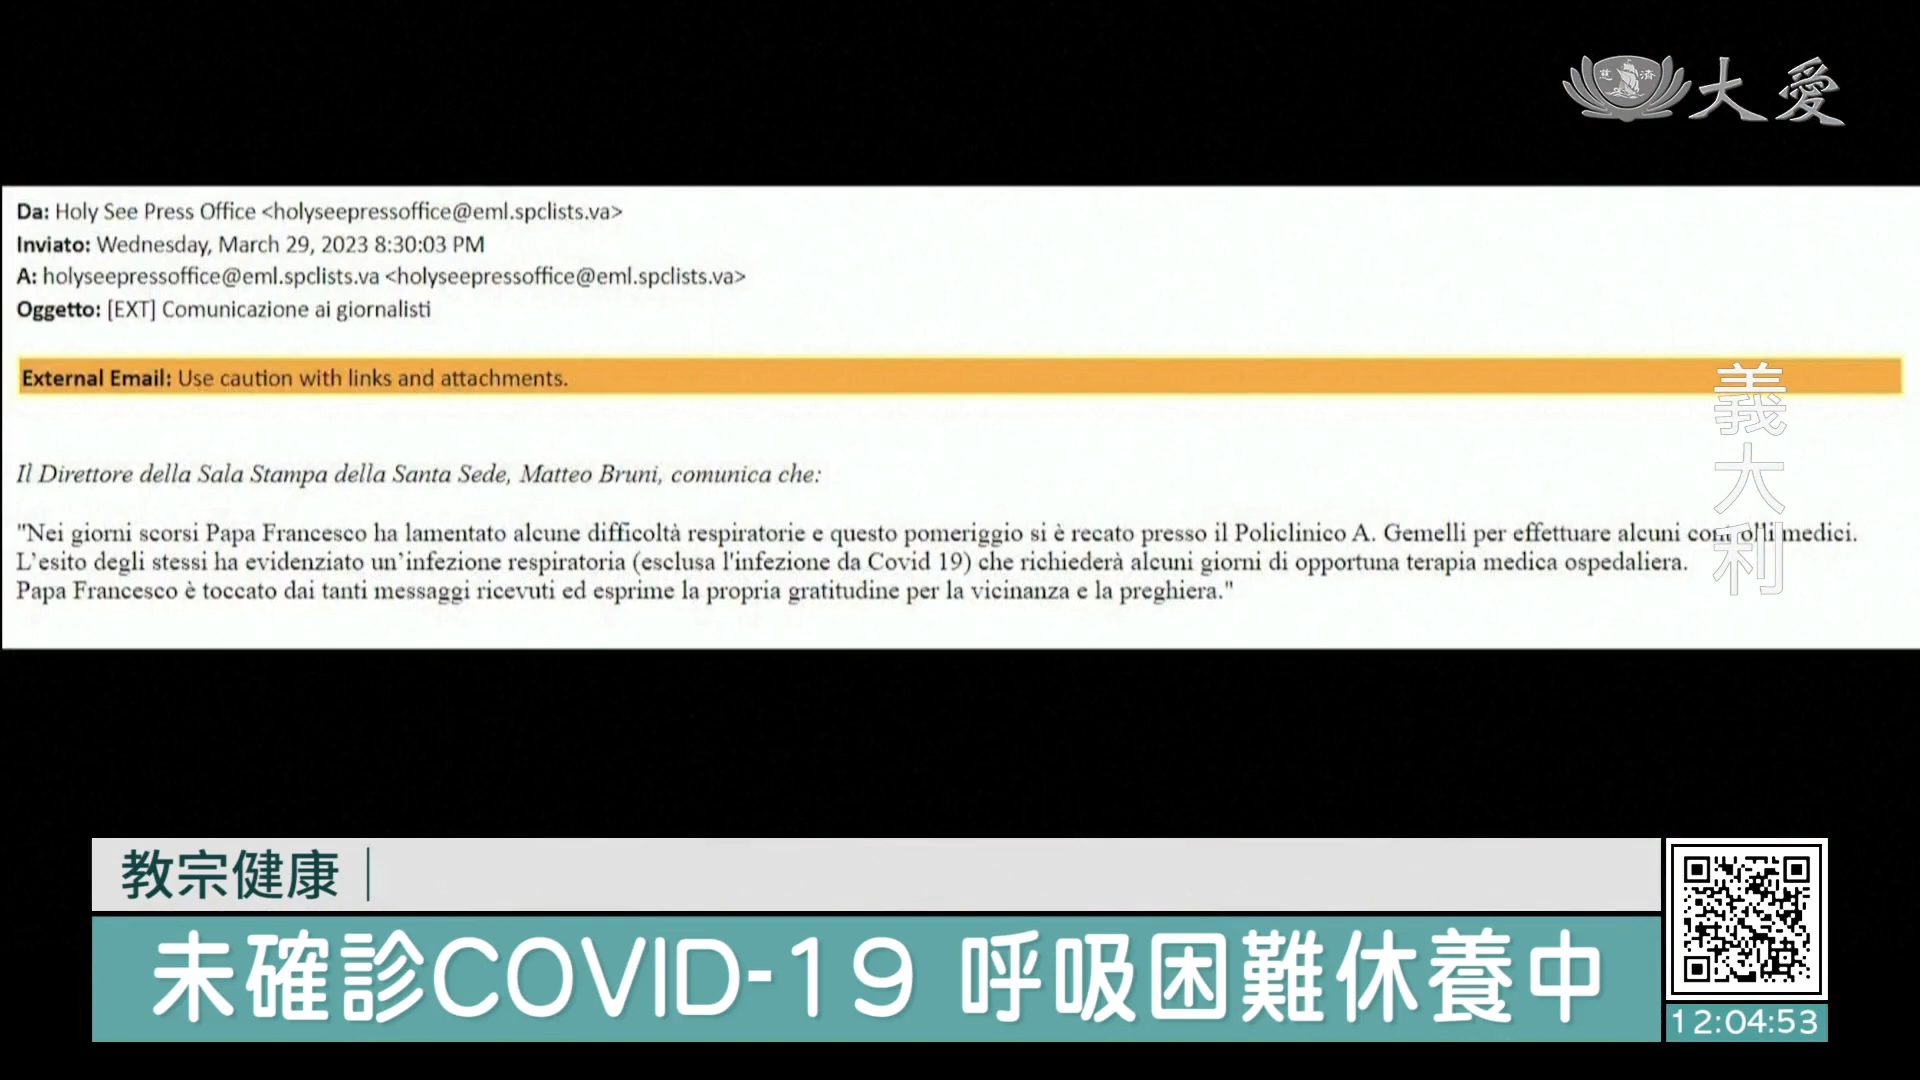 慈濟
大愛
Da: Holy See Press Office <holyseepressoffice@eml.spclists.va>
Inviato: Wednesday, March 29, 2023 8:30:03 PM
A: holyseepressoffice@eml.spclists.va <holyseepressoffice@eml.spclists.va>
Oggetto: [EXT] Comunicazione ai giornalisti
External Email: Use caution with links and attachments.
義大利
Il Direttore della Sala Stampa della Santa Sede, Matteo Bruni, comunica che:
"Nei giorni scorsi Papa Francesco ha lamentato alcune difficoltà respiratorie e questo pomeriggio si è recato presso il Policlinico A. Gemelli per effettuare alcuni controlli medici.
L’esito degli stessi ha evidenziato un’infezione respiratoria (esclusa l'infezione da Covid 19) che richiederà alcuni giorni di opportuna terapia medica ospedaliera.
Papa Francesco è toccato dai tanti messaggi ricevuti ed esprime la propria gratitudine per la vicinanza e la preghiera."
教宗健康
未確診COVID-19 呼吸困難休養中
12:04:53